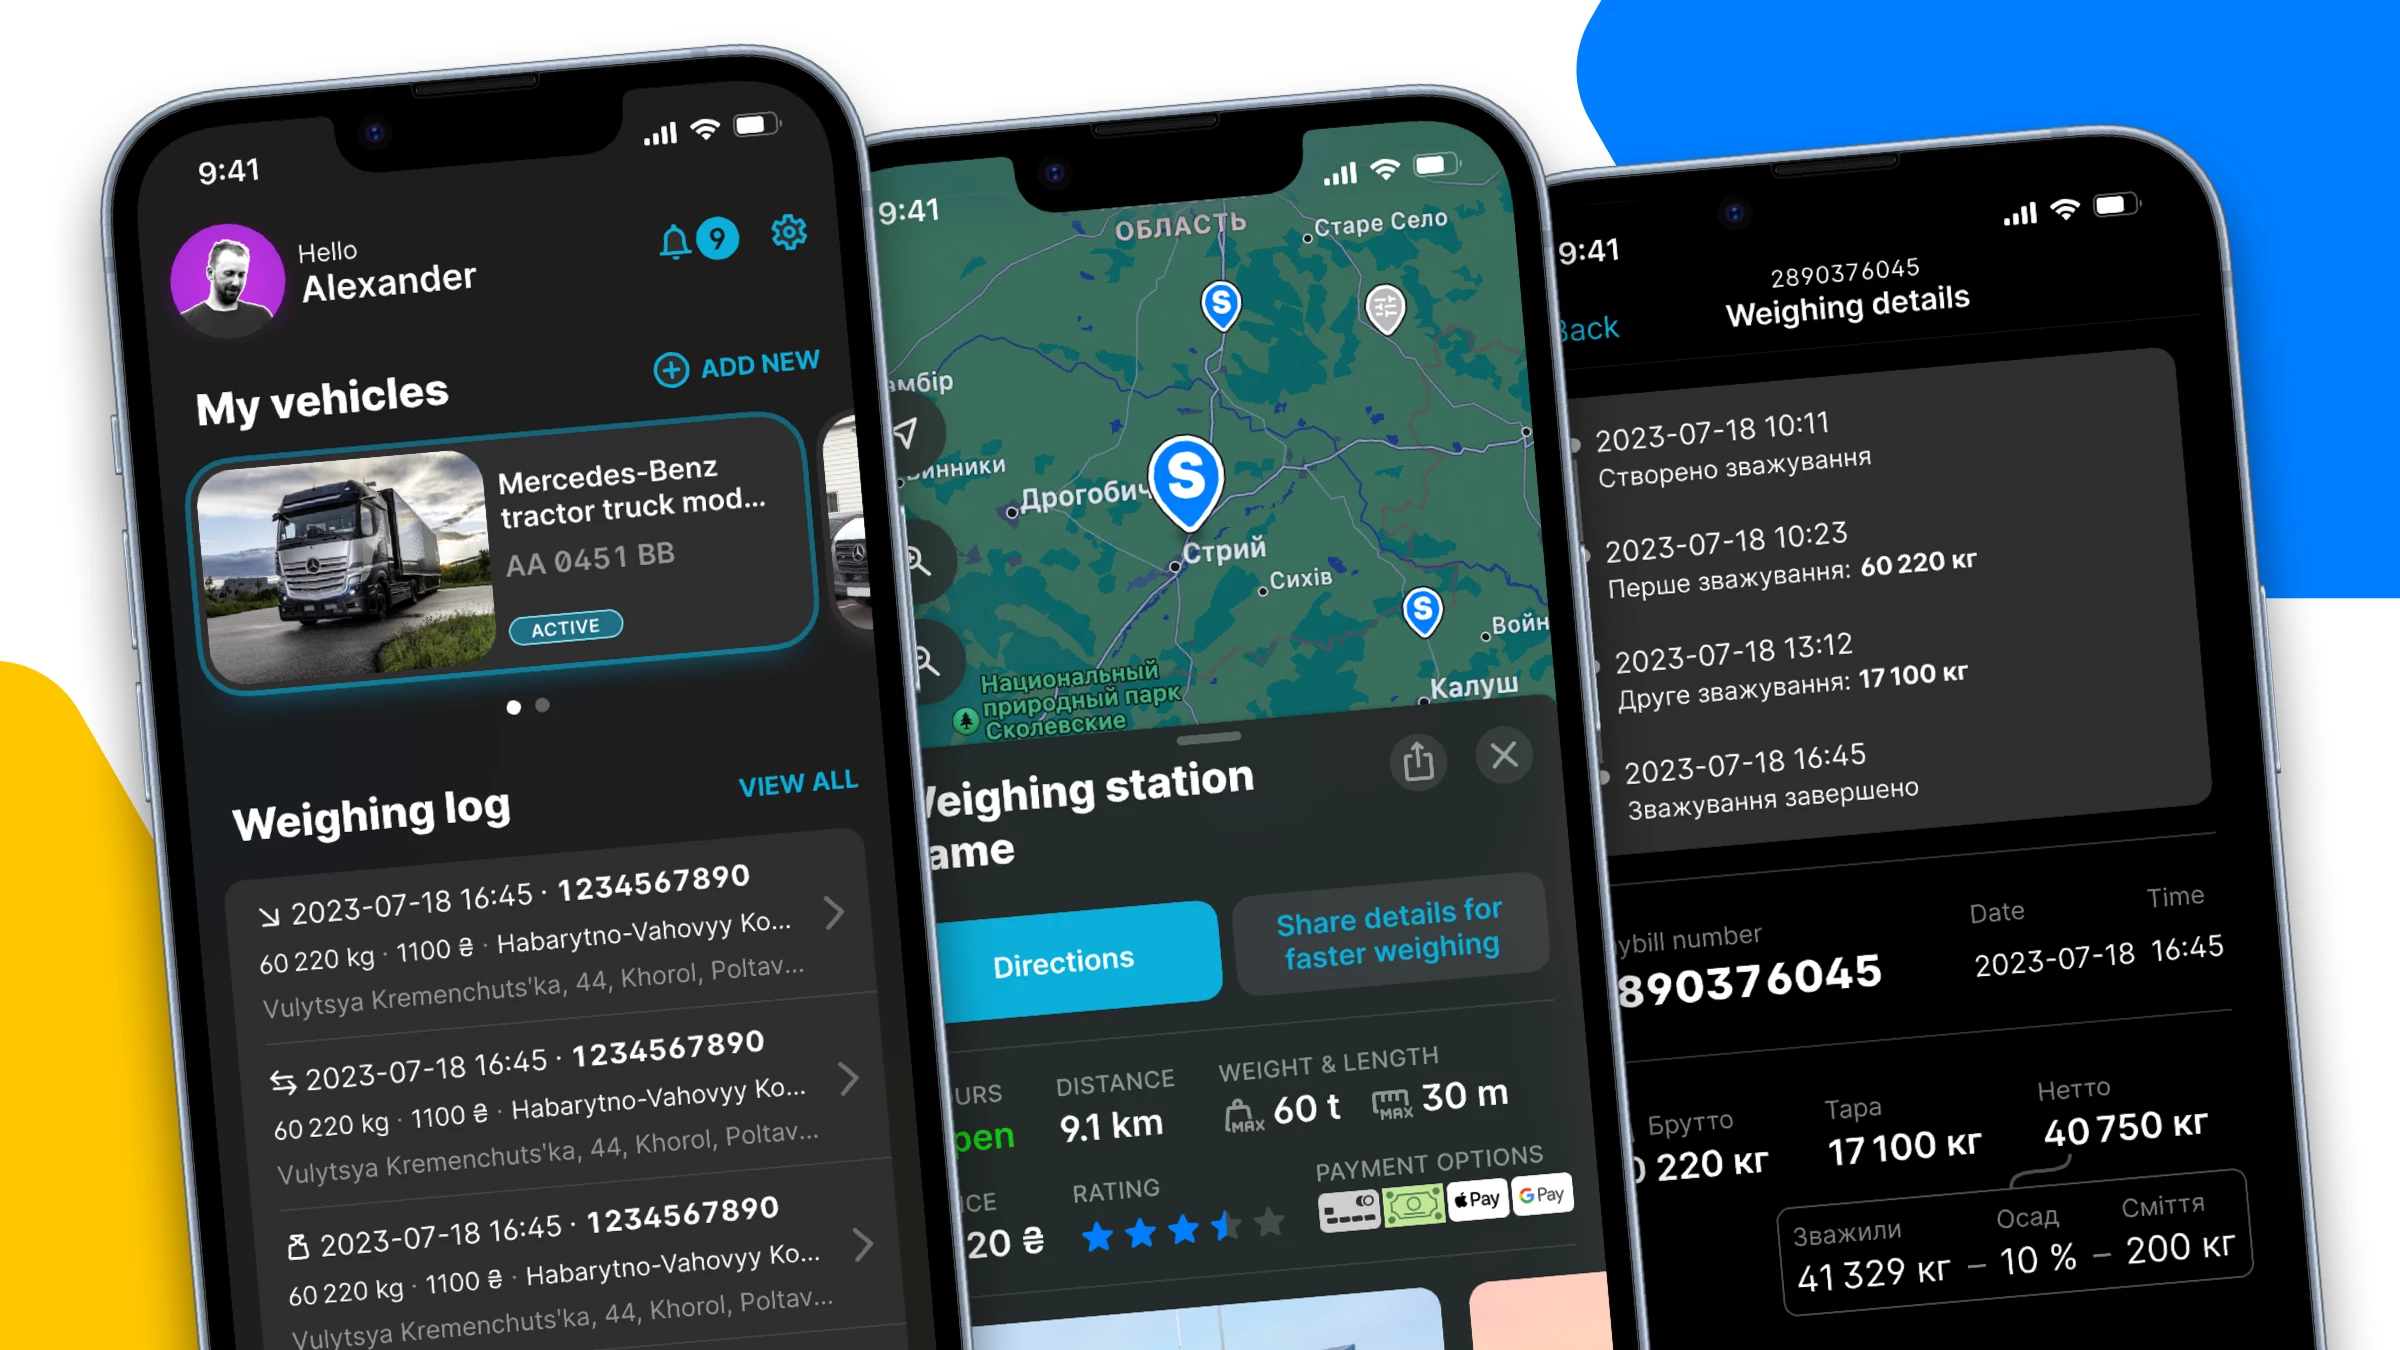 9:41
Hello
Alexander
9
My vehicles
ADD NEW
Mercedes-Benz
tractor truck mod...
AA 0451 BB
ACTIVE
Weighing log
VIEW ALL
2023-07-18 16:45 · 1234567890
60 220 kg · 1100 ₴ · Habarytno-Vahovyy Ko...
Vulytsya Kremenchuts'ka, 44, Khorol, Poltav...
2023-07-18 16:45 · 1234567890
60 220 kg · 1100 ₴ · Habarytno-Vahovyy Ko...
Vulytsya Kremenchuts'ka, 44, Khorol, Poltav...
2023-07-18 16:45 · 1234567890
60 220 kg · 1100 ₴ · Habarytno-Vahovyy Ko...
Vulytsya Kremenchuts'ka, 44, Khorol, Poltav...
9:41
ОБЛАСТЬ
Старе Село
S
амбір
винники
Дрогобич
S
Стрий
Сихів
S
Войн
Калуш
Национальный
природный парк
Сколевские
Weighing station
ame
Directions
Share details for
faster weighing
URS
pen
DISTANCE
9.1 km
WEIGHT & LENGTH
MAX 60 t
MAX 30 m
ICE
20 ₴
RATING
PAYMENT OPTIONS
Pay
G Pay
9:41
2890376045
Back
Weighing details
2023-07-18 10:11
Створено зважування
2023-07-18 10:23
Перше зважування: 60 220 кг
2023-07-18 13:12
Друге зважування: 17 100 кг
2023-07-18 16:45
Зважування завершено
ybill number
890376045
Date
2023-07-18
Time
16:45
Брутто
0 220 кг
Тара
17 100 кг
Нетто
40 750 кг
Зважили
41 329 кг
–
Осад
10 %
–
Сміття
200 кг